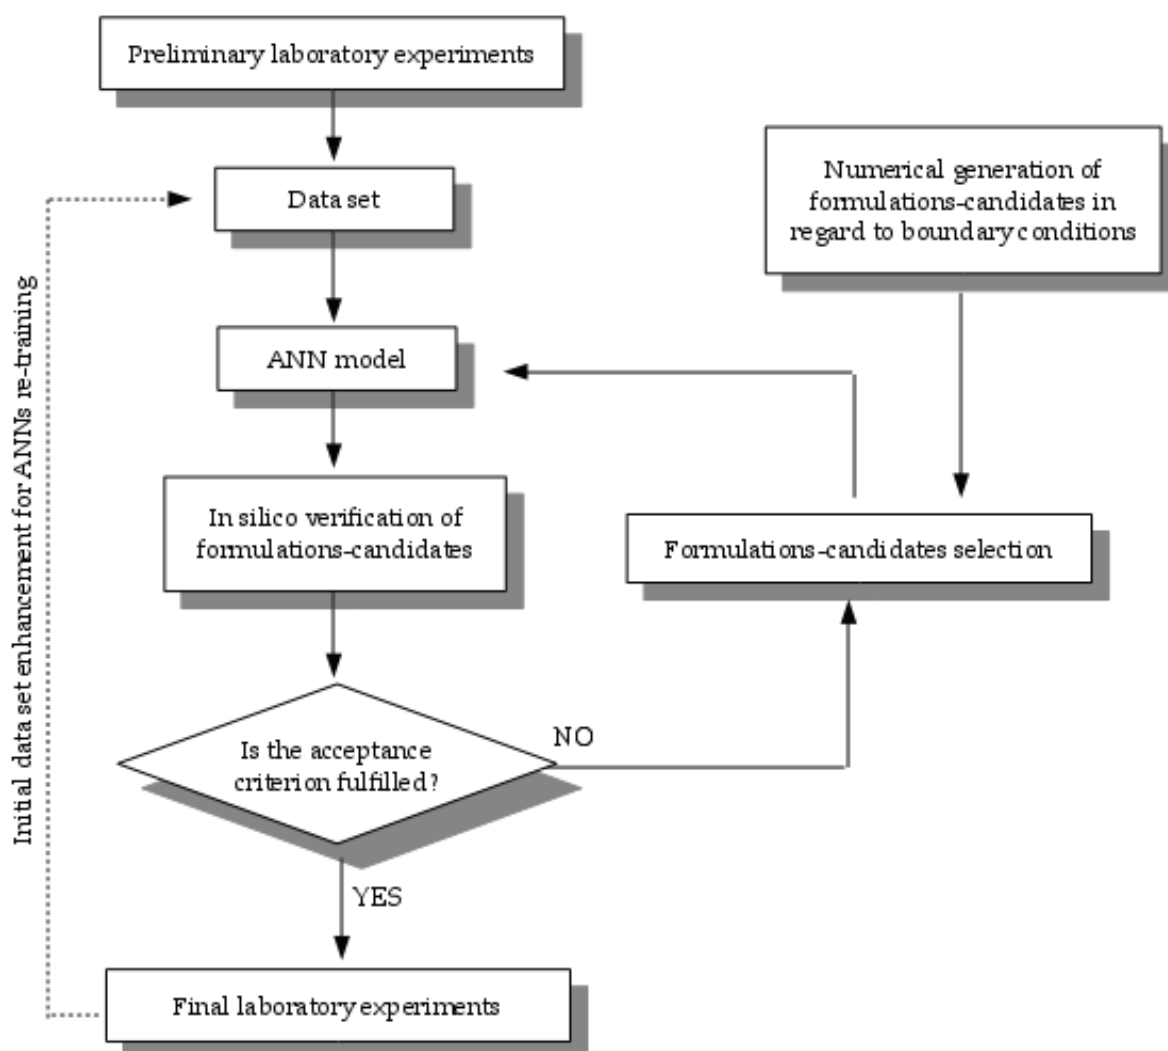 Preliminary laboratory experiments
Data set
Numerical generation of
formulations-candidates in
regard to boundary conditions
ANN model
In silico verification of
formulations-candidates
Formulations-candidates selection
Is the acceptance
criterion fulfilled?
NO
YES
Final laboratory experiments
Initial data set enhancement for ANNs re-training